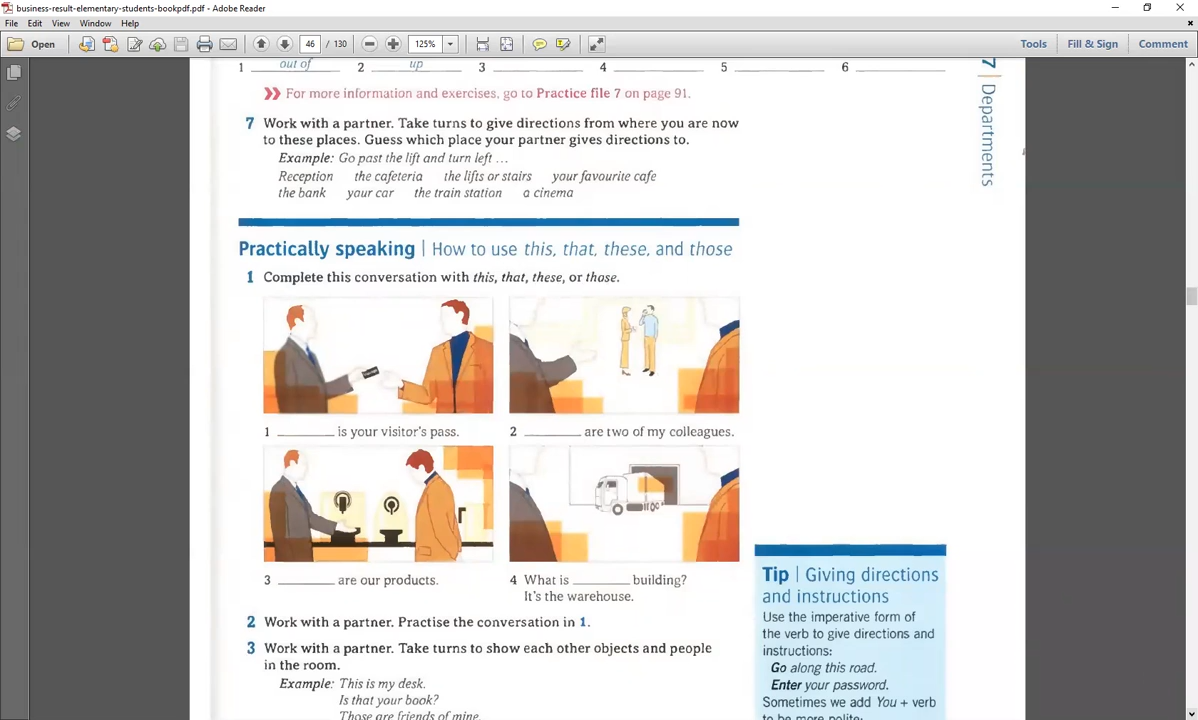 business-result-elementary-students-bookpdf.pdf - Adobe Reader
File Edit View Window Help
Open 46 / 130 125% Tools Fill & Sign Comment
1 out of 2 up 3 4 5 6
For more information and exercises, go to Practice file 7 on page 91.
7 Work with a partner. Take turns to give directions from where you are now
to these places. Guess which place your partner gives directions to.
Example: Go past the lift and turn left ...
Reception the cafeteria the lifts or stairs your favourite cafe
the bank your car the train station a cinema
7 | Departments
Practically speaking | How to use this, that, these, and those
1 Complete this conversation with this, that, these, or those.
1 ________ is your visitor's pass.
2 ________ are two of my colleagues.
3 ________ are our products.
4 What is ________ building?
It's the warehouse.
2 Work with a partner. Practise the conversation in 1.
3 Work with a partner. Take turns to show each other objects and people
in the room.
Example: This is my desk.
Is that your book?
Those are friends of mine.
Tip | Giving directions
and instructions
Use the imperative form of
the verb to give directions and
instructions:
Go along this road.
Enter your password.
Sometimes we add You + verb
to be more polite: